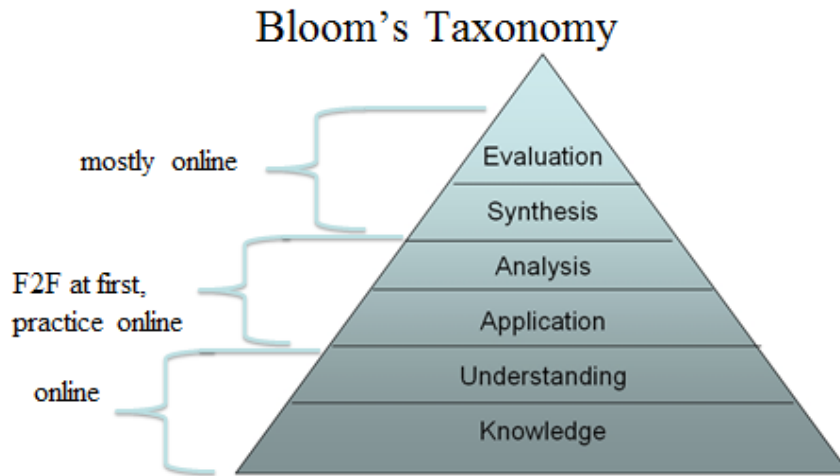 Bloom’s Taxonomy
mostly online
Evaluation
Synthesis
F2F at first,
practice online
Analysis
Application
online
Understanding
Knowledge